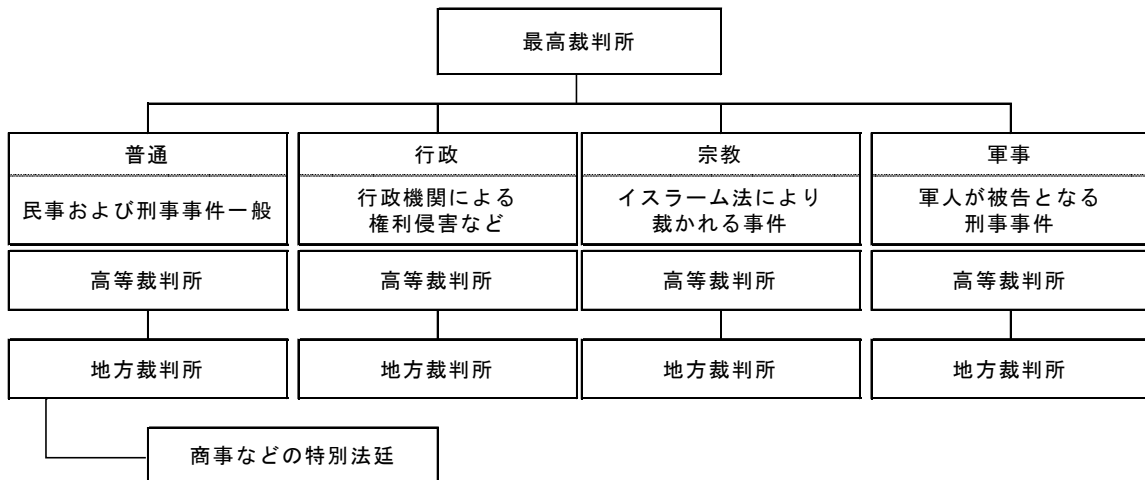 最高裁判所
普通
行政
宗教
軍事
民事および刑事事件一般
行政機関による
権利侵害など
イスラーム法により
裁かれる事件
軍人が被告となる
刑事事件
高等裁判所
高等裁判所
高等裁判所
高等裁判所
地方裁判所
地方裁判所
地方裁判所
地方裁判所
商事などの特別法廷